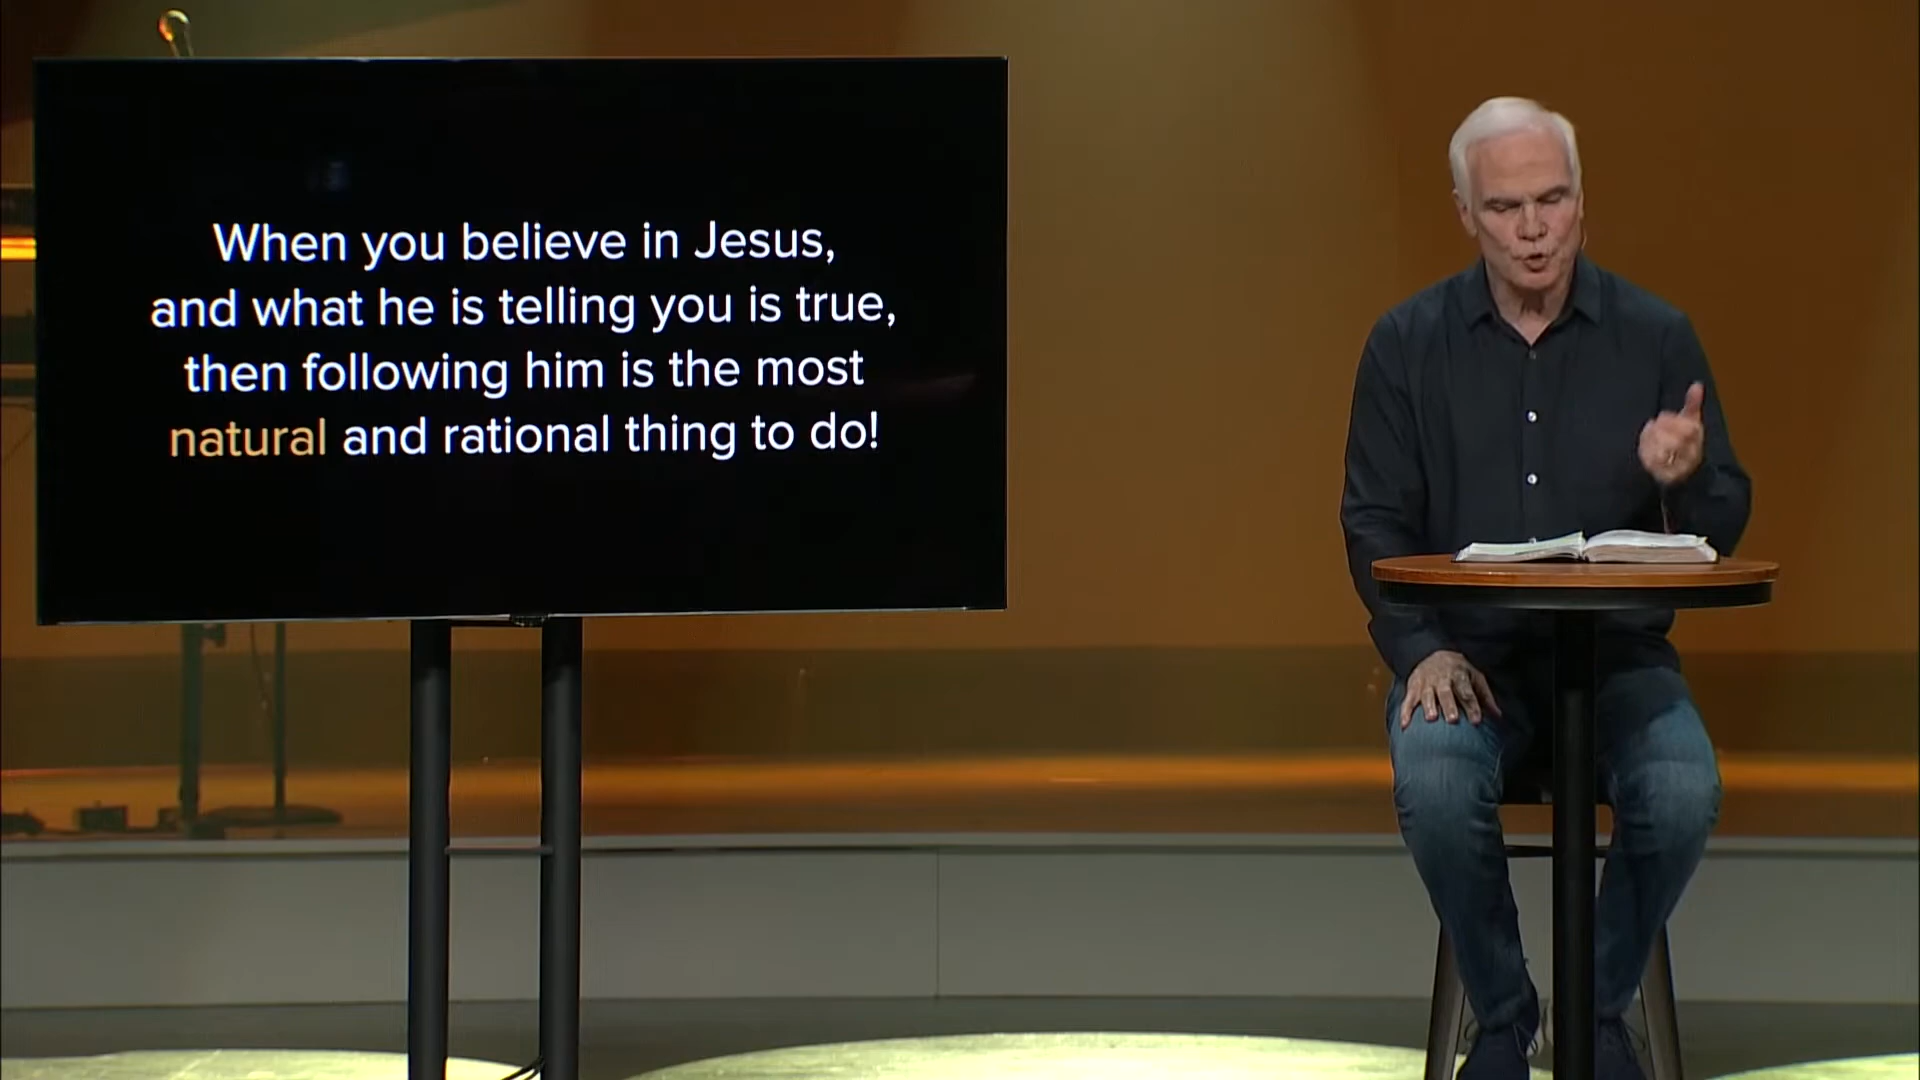 When you believe in Jesus,
and what he is telling you is true,
then following him is the most
natural and rational thing to do!